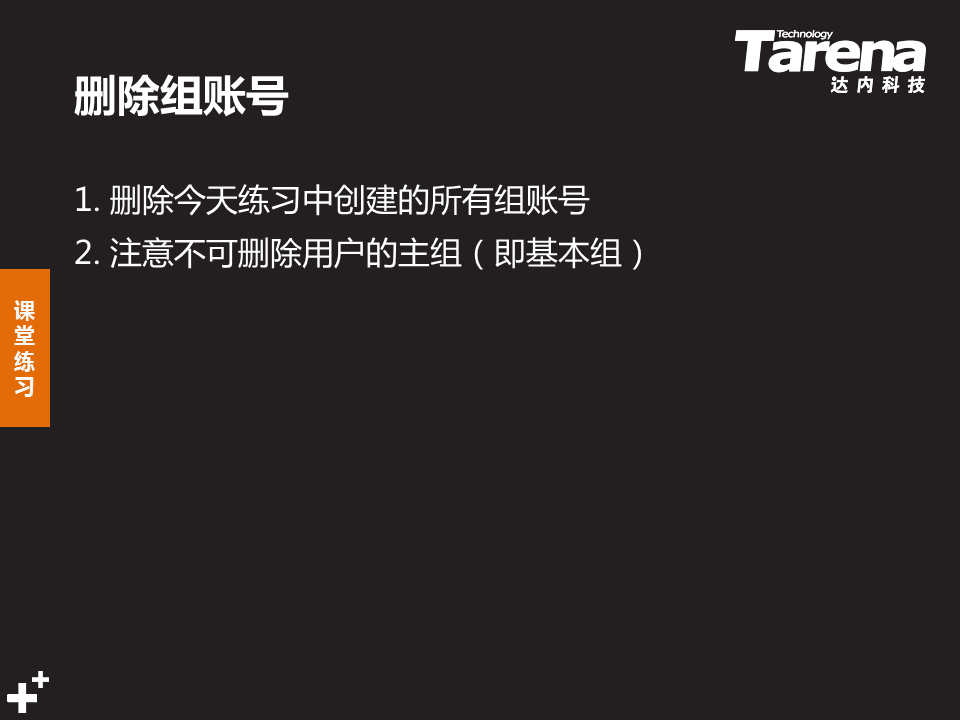 Technology
Tarena
达内科技
删除组账号
1. 删除今天练习中创建的所有组账号
2. 注意不可删除用户的主组（即基本组）
课堂练习